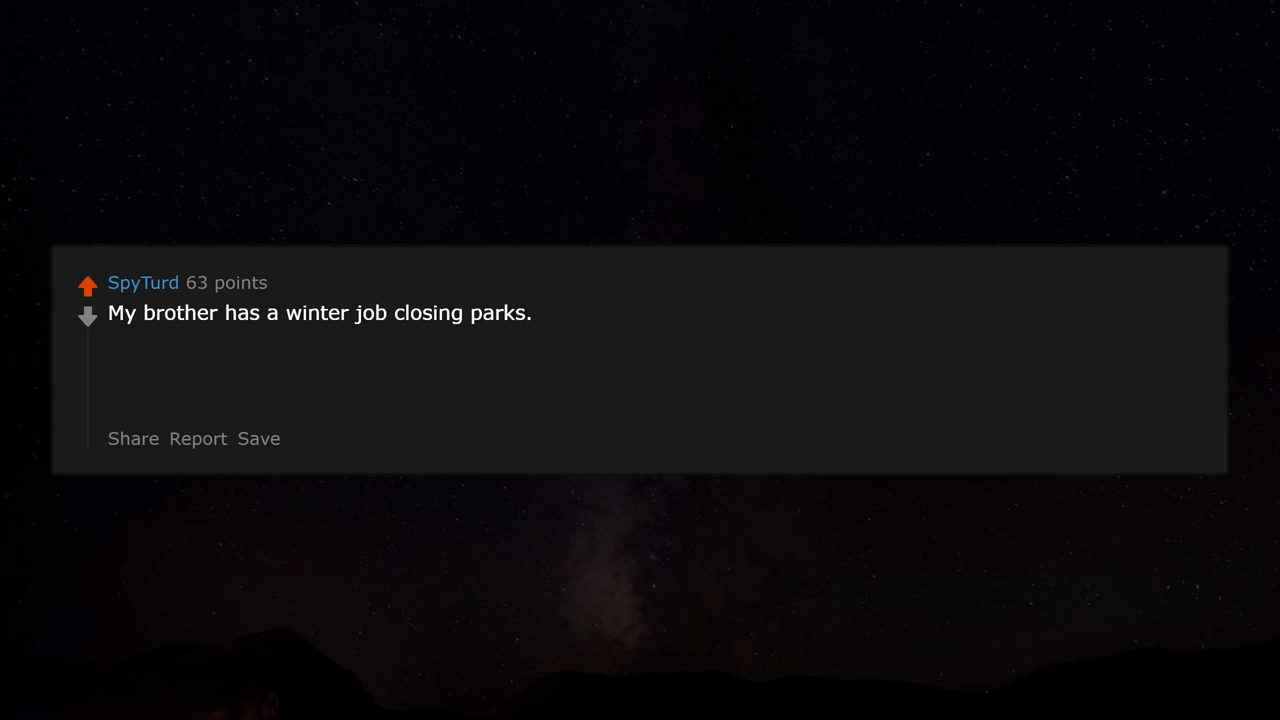 SpyTurd 63 points
My brother has a winter job closing parks.
Share Report Save